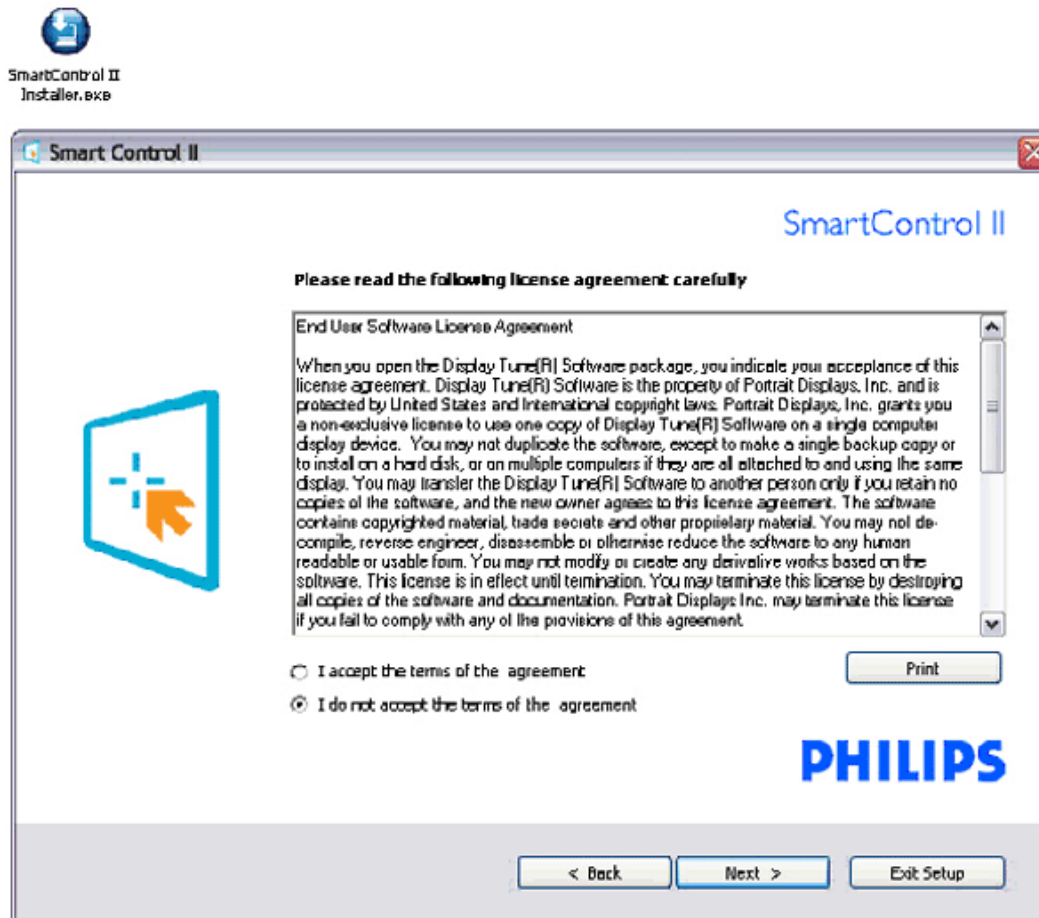 SmartControl II
Installer.exe
Smart Control II
SmartControl II
Please read the following license agreement carefully
End User Software License Agreement
When you open the Display Tune(R) Software package, you indicate your acceptance of this
license agreement. Display Tune(R) Software is the property of Portrait Displays, Inc. and is
protected by United States and International copyright laws. Portrait Displays, Inc. grants you
a non-exclusive license to use one copy of Display Tune(R) Software on a single computer
display device. You may not duplicate the software, except to make a single backup copy or
to install on a hard disk, or on multiple computers if they are all attached to and using the same
display. You may transfer the Display Tune(R) Software to another person only if you retain no
copies of the software, and the new owner agrees to this license agreement. The software
contains copyrighted material, trade secrets and other proprietary material. You may not de-
compile, reverse engineer, disassemble or otherwise reduce the software to any human
readable or usable form. You may not modify or create any derivative works based on the
software. This license is in effect until termination. You may terminate this license by destroying
all copies of the software and documentation. Portrait Displays Inc. may terminate this license
if you fail to comply with any of the provisions of this agreement.
I accept the terms of the agreement
Print
I do not accept the terms of the agreement
PHILIPS
< Back
Next >
Exit Setup